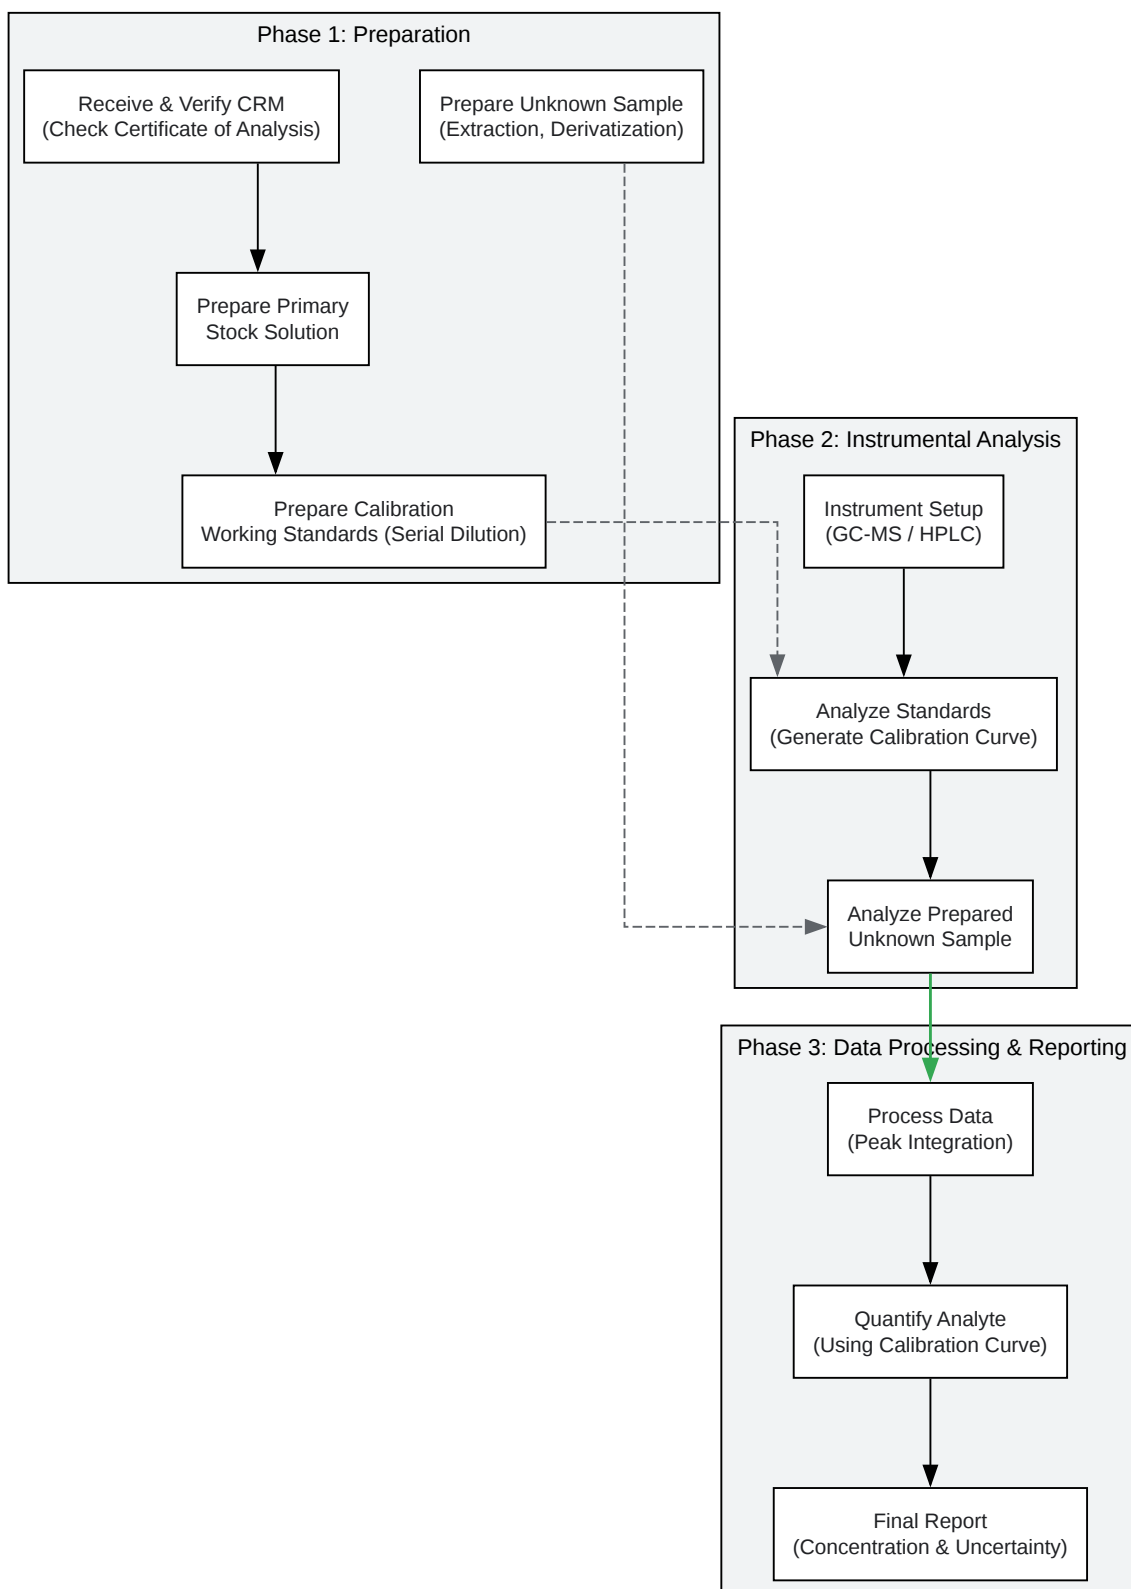 Phase 1: Preparation
Receive & Verify CRM
(Check Certificate of Analysis)
Prepare Unknown Sample
(Extraction, Derivatization)
Prepare Primary
Stock Solution
Prepare Calibration
Working Standards (Serial Dilution)
Phase 2: Instrumental Analysis
Instrument Setup
(GC-MS / HPLC)
Analyze Standards
(Generate Calibration Curve)
Analyze Prepared
Unknown Sample
Phase 3: Data Processing & Reporting
Process Data
(Peak Integration)
Quantify Analyte
(Using Calibration Curve)
Final Report
(Concentration & Uncertainty)